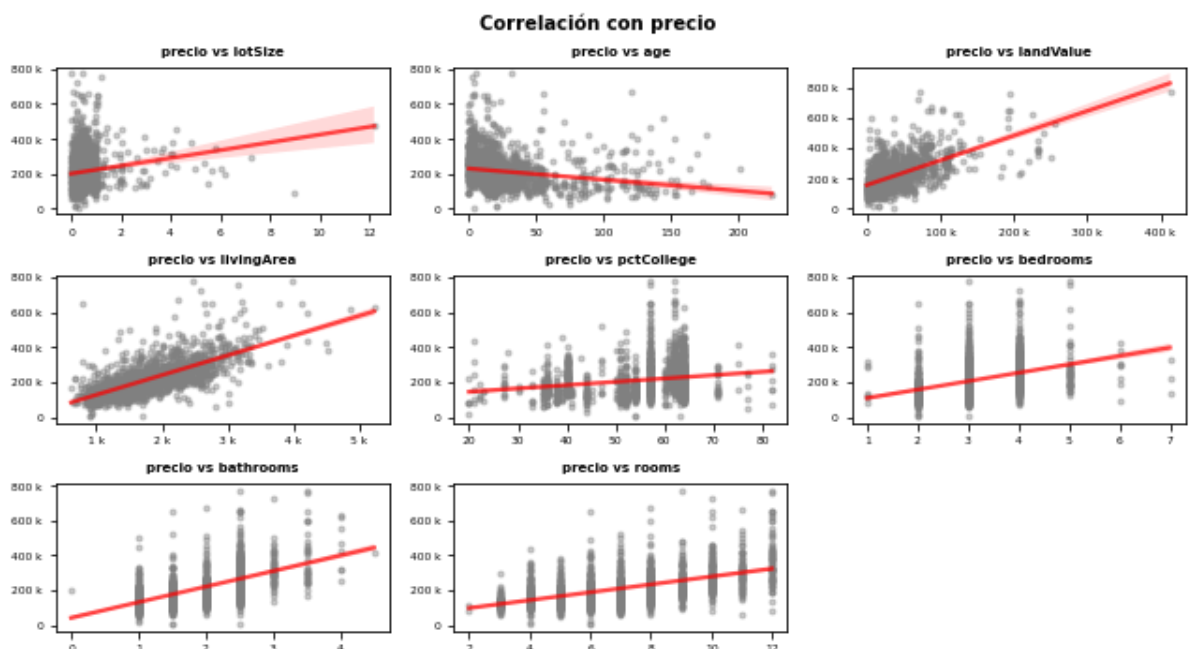 Correlación con precio
precio vs lotSize
precio vs age
precio vs landValue
800 k
600 k
400 k
200 k
0
0 2 4 6 8 10 12
800 k
600 k
400 k
200 k
0
0 50 100 150 200
800 k
600 k
400 k
200 k
0
0 100 k 200 k 300 k 400 k
precio vs livingArea
precio vs pctCollege
precio vs bedrooms
800 k
600 k
400 k
200 k
0
1 k 2 k 3 k 4 k 5 k
800 k
600 k
400 k
200 k
0
20 30 40 50 60 70 80
800 k
600 k
400 k
200 k
0
1 2 3 4 5 6 7
precio vs bathrooms
precio vs rooms
800 k
600 k
400 k
200 k
0
0 1 2 3 4
800 k
600 k
400 k
200 k
0
2 4 6 8 10 12